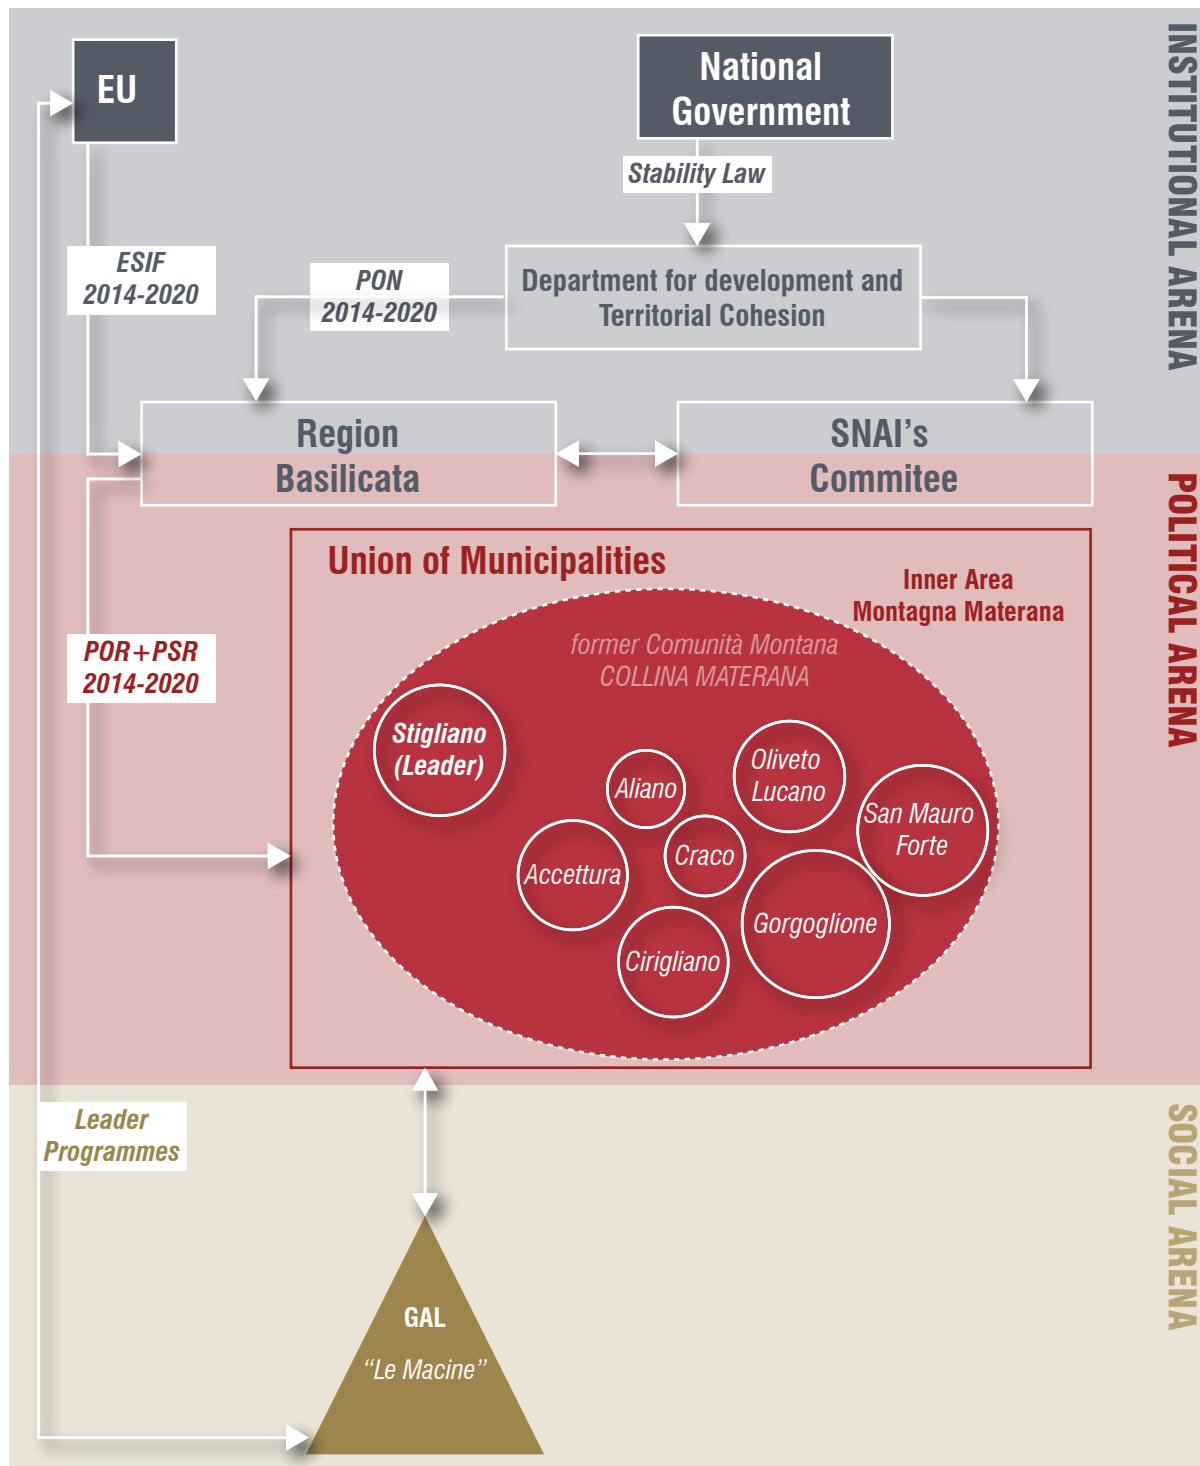 EU
National
Government
INSTITUTIONAL ARENA
Stability Law
ESIF
2014-2020
PON
2014-2020
Department for development and
Territorial Cohesion
Region
Basilicata
SNAI's
Commitee
POLITICAL ARENA
Union of Municipalities
Inner Area
Montagna Materana
former Comunità Montana
COLLINA MATERANA
POR+PSR
2014-2020
Stigliano
(Leader)
Aliano
Oliveto
Lucano
San Mauro
Forte
Accettura
Craco
Gorgoglione
Cirigliano
Leader
Programmes
SOCIAL ARENA
GAL
“Le Macine”